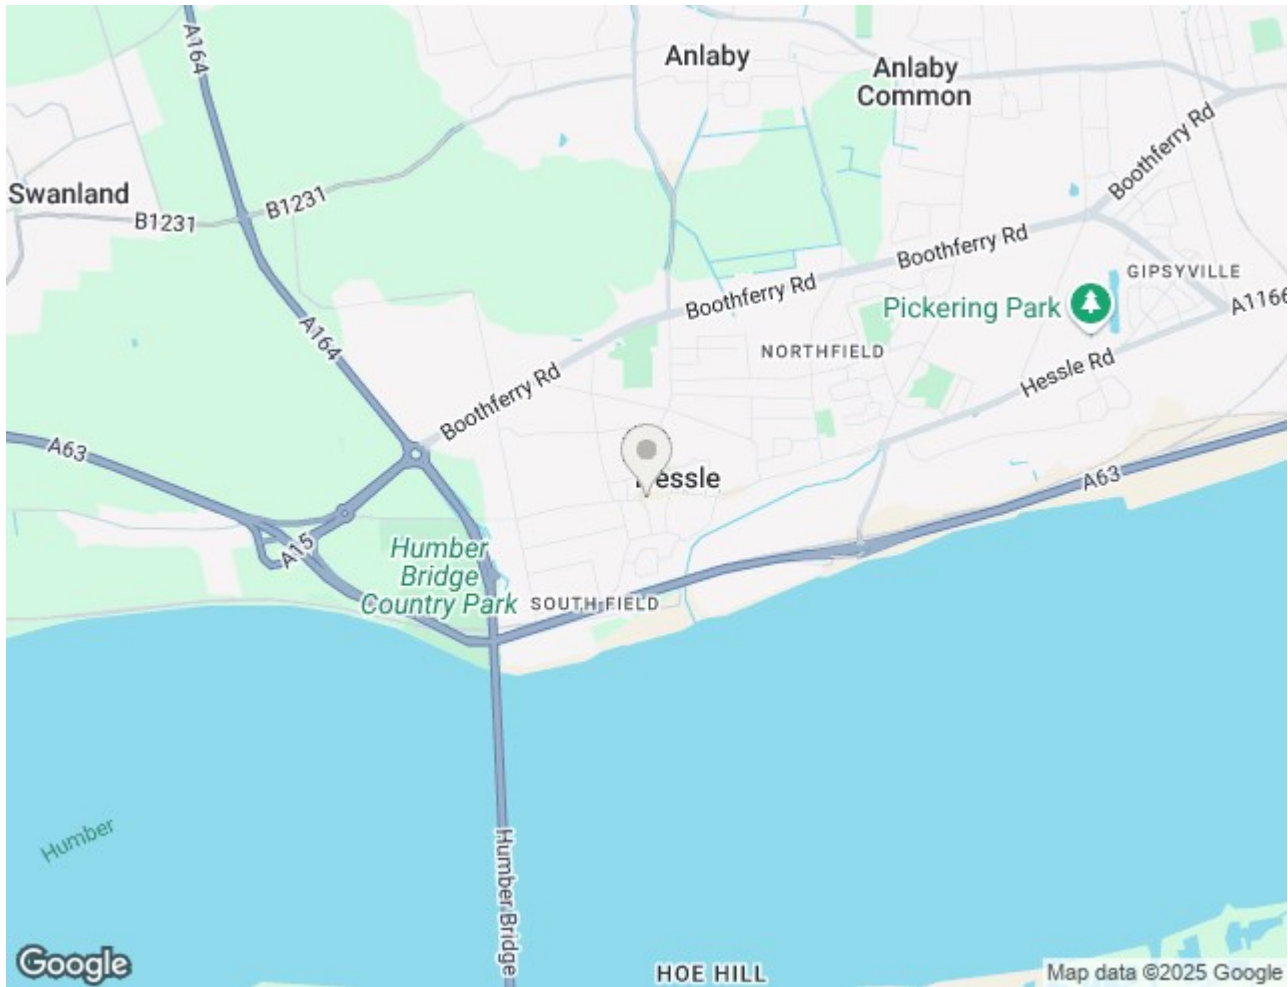 A164
Anlaby
Anlaby
Common
Boothferry Rd
Swanland
B1231
B1231
Boothferry Rd
GIPSYVILLE
Boothferry Rd
Pickering Park
A1166
A164
NORTHFIELD
Hessle Rd
Boothferry Rd
A63
essle
A63
A15
Humber
Bridge
Country Park
SOUTH FIELD
Humber
Humber Bridge
Google
HOE HILL
Map data ©2025 Google